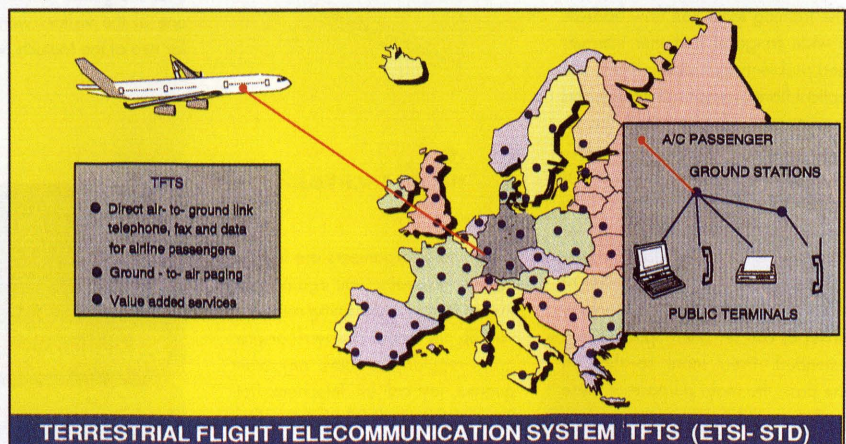 TFTS
● Direct air- to- ground link
telephone, fax and data
for airline passengers
● Ground - to- air paging
● Value added services
A/C PASSENGER
GROUND STATIONS
PUBLIC TERMINALS
TERRESTRIAL FLIGHT TELECOMMUNICATION SYSTEM TFTS (ETSI- STD)